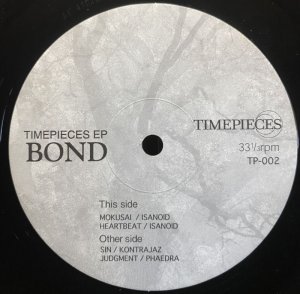 TIMEPIECES EP
BOND
TIMEPIECES
33⅓rpm
TP-002
This side
MOKUSAI / ISANOID
HEARTBEAT / ISANOID
Other side
SIN / KONTRAJAZ
JUDGMENT / PHAEDRA